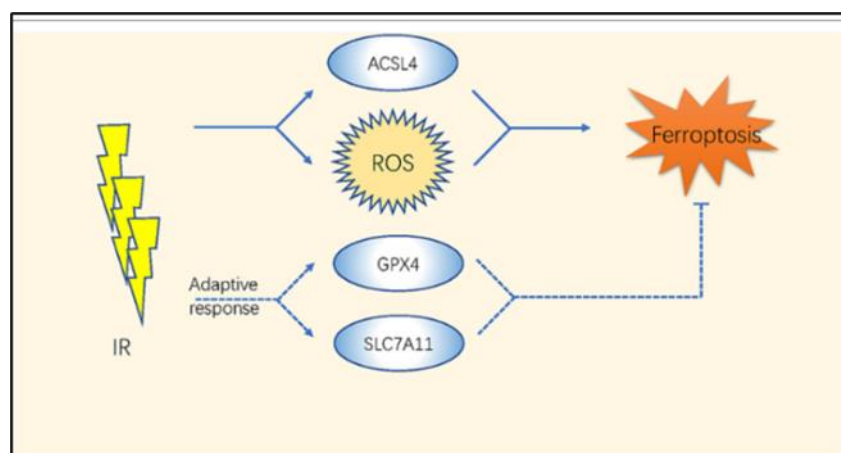 ACSL4
ROS
Ferroptosis
GPX4
Adaptive
response
SLC7A11
IR